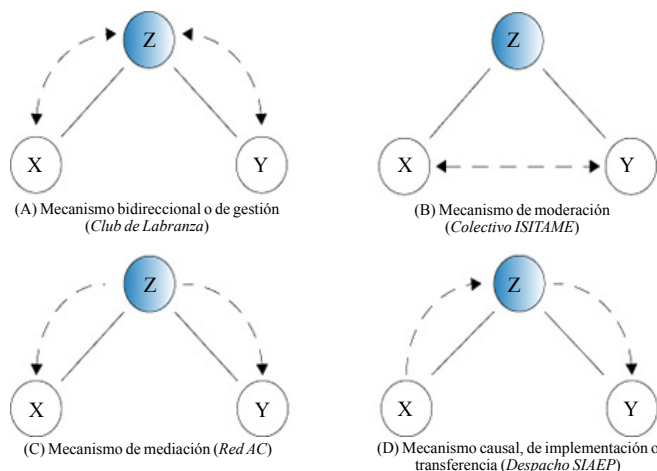 Z
X
Y
(A) Mecanismo bidireccional o de gestión
(Club de Labranza)
Z
X
Y
(B) Mecanismo de moderación
(Colectivo ISITAME)
Z
X
Y
(C) Mecanismo de mediación (Red AC)
Z
X
Y
(D) Mecanismo causal, de implementación o
transferencia (Despacho SIAEP)